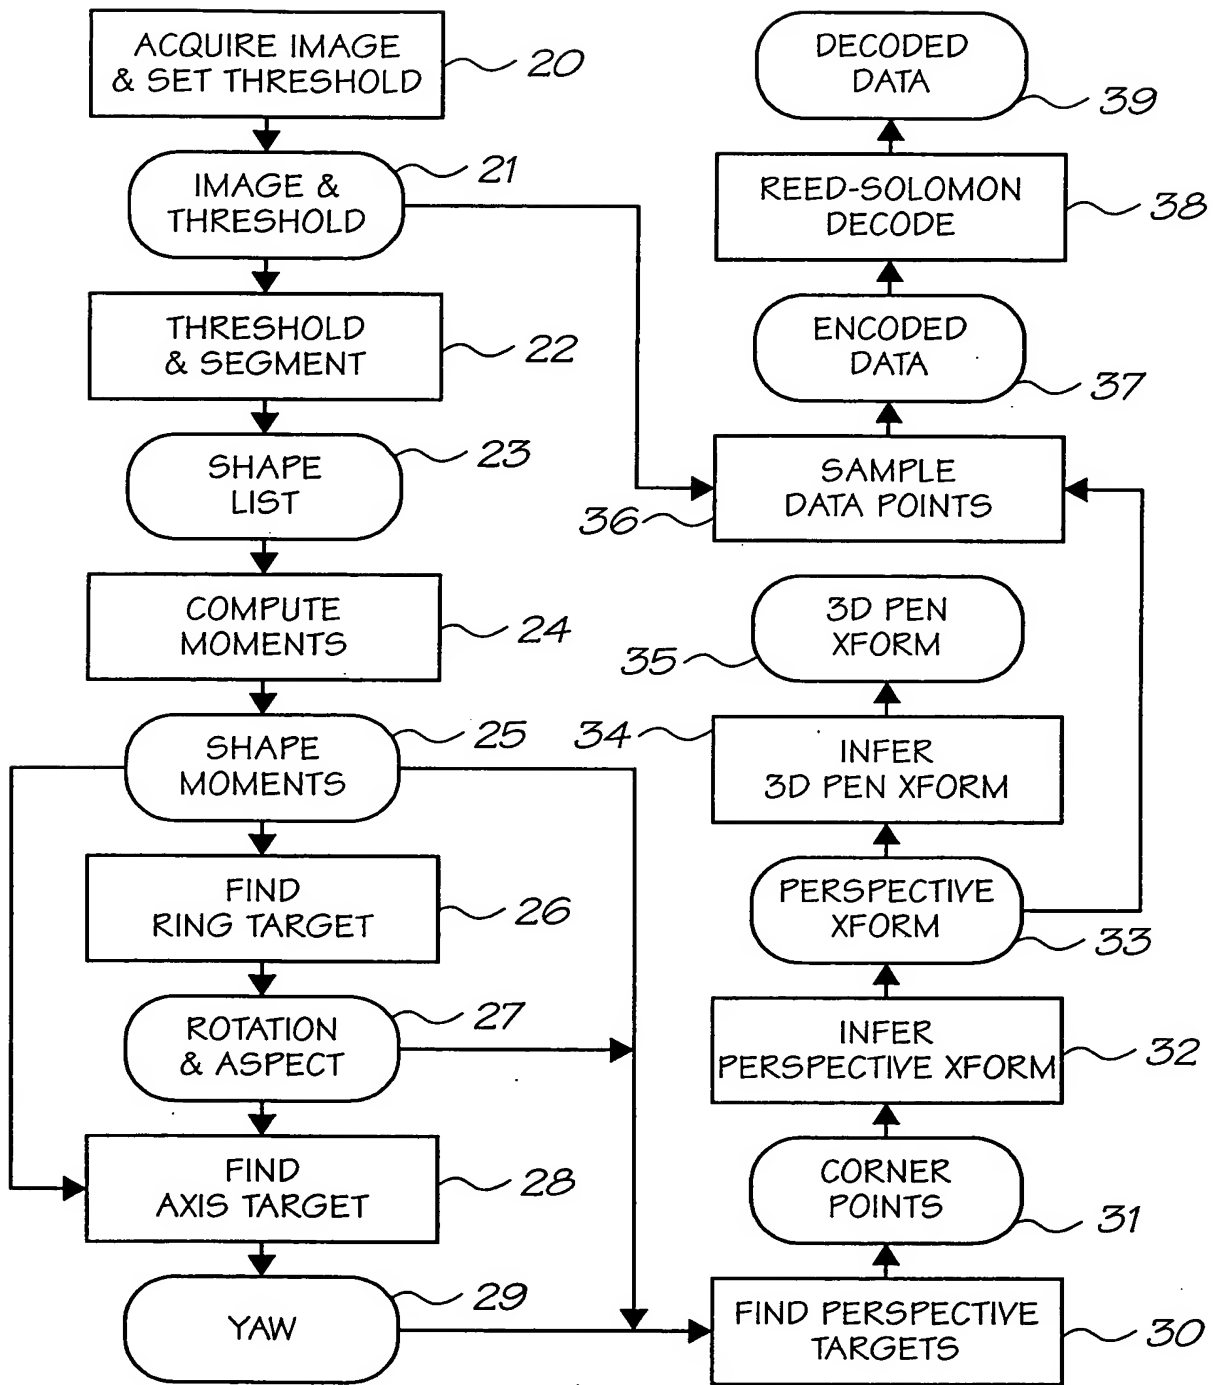 ACQUIRE IMAGE
& SET THRESHOLD
20
IMAGE &
THRESHOLD
21
THRESHOLD
& SEGMENT
22
SHAPE
LIST
23
COMPUTE
MOMENTS
24
SHAPE
MOMENTS
25
FIND
RING TARGET
26
ROTATION
& ASPECT
27
FIND
AXIS TARGET
28
YAW
29
DECODED
DATA
39
REED-SOLOMON
DECODE
38
ENCODED
DATA
37
SAMPLE
DATA POINTS
36
3D PEN
XFORM
35
INFER
3D PEN XFORM
34
PERSPECTIVE
XFORM
33
INFER
PERSPECTIVE XFORM
32
CORNER
POINTS
31
FIND PERSPECTIVE
TARGETS
30